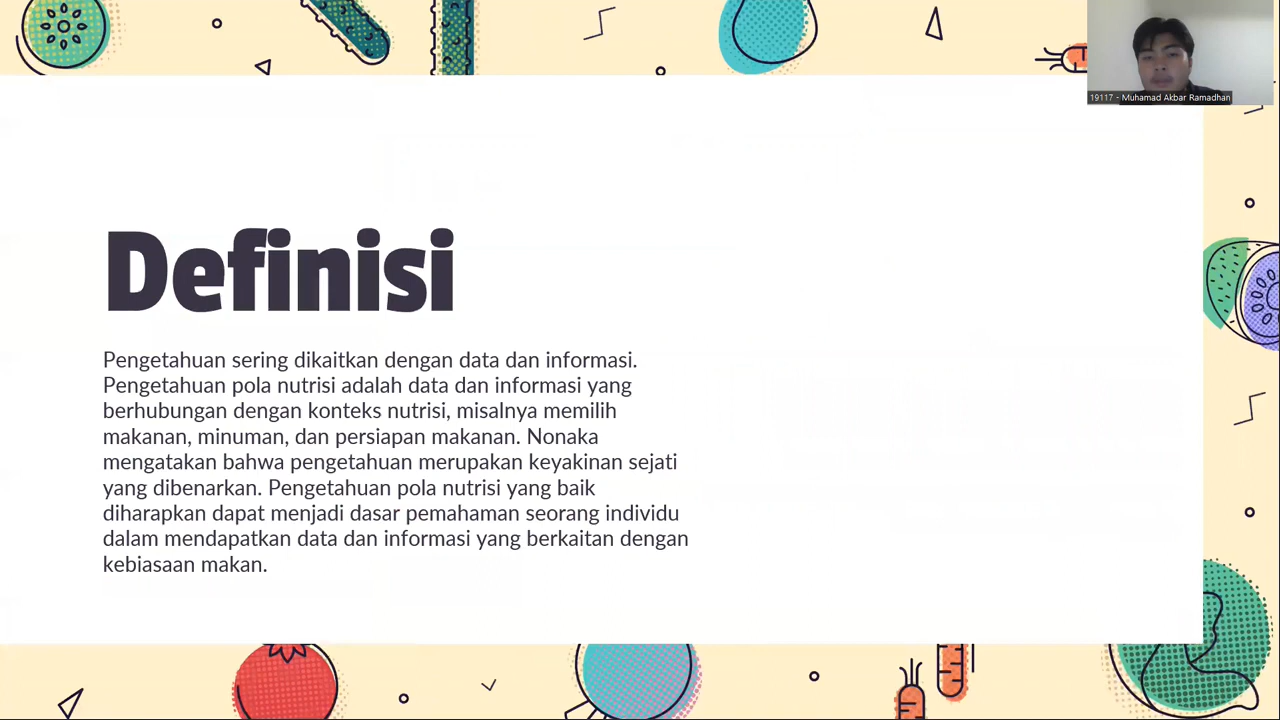 19117 - Muhamad Akbar Ramadhan
Definisi
Pengetahuan sering dikaitkan dengan data dan informasi.
Pengetahuan pola nutrisi adalah data dan informasi yang
berhubungan dengan konteks nutrisi, misalnya memilih
makanan, minuman, dan persiapan makanan. Nonaka
mengatakan bahwa pengetahuan merupakan keyakinan sejati
yang dibenarkan. Pengetahuan pola nutrisi yang baik
diharapkan dapat menjadi dasar pemahaman seorang individu
dalam mendapatkan data dan informasi yang berkaitan dengan
kebiasaan makan.